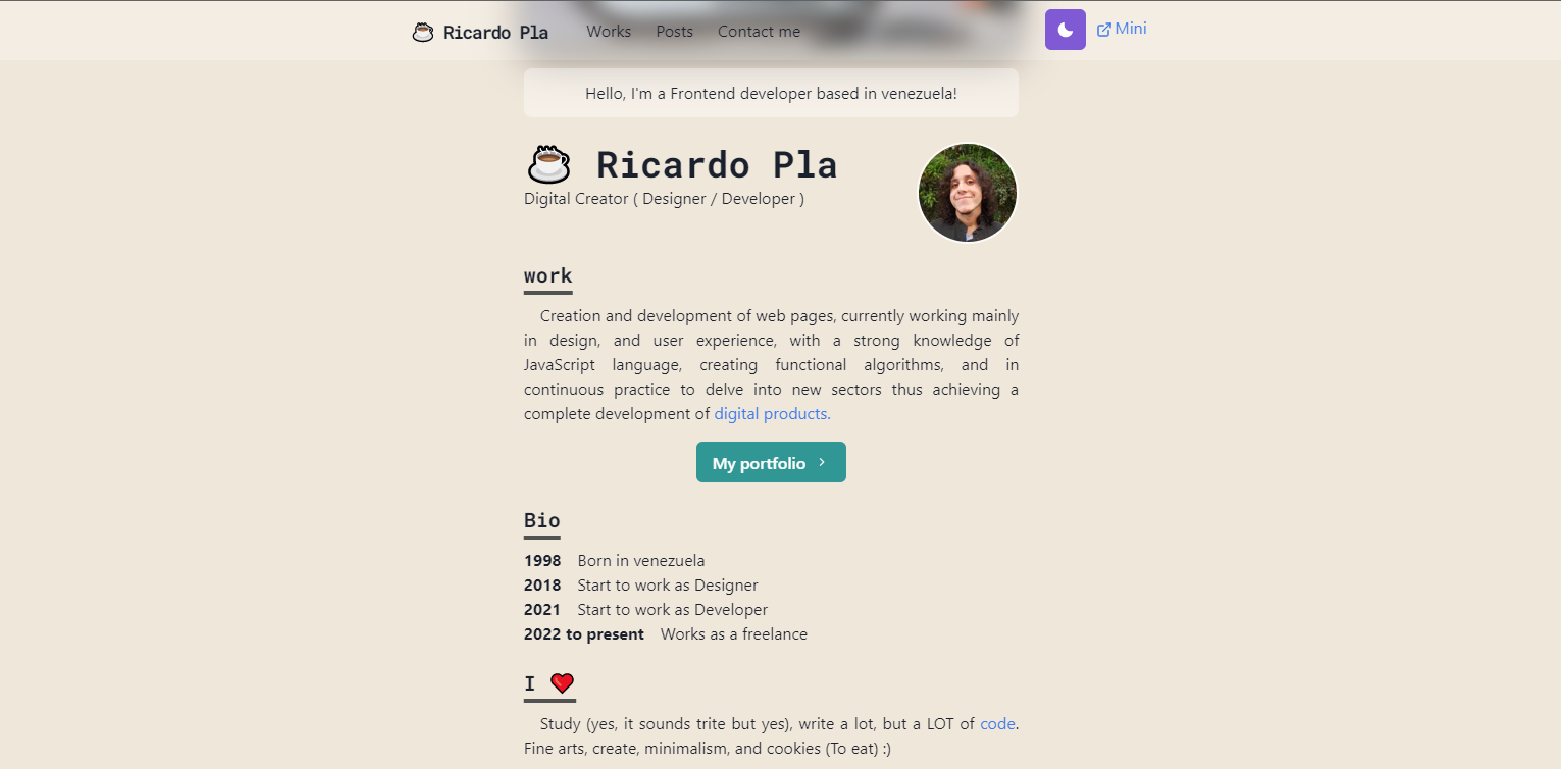 Ricardo Pla Works Posts Contact me Mini
Hello, I'm a Frontend developer based in venezuela!
Ricardo Pla
Digital Creator ( Designer / Developer )
work
Creation and development of web pages, currently working mainly
in design, and user experience, with a strong knowledge of
JavaScript language, creating functional algorithms, and in
continuous practice to delve into new sectors thus achieving a
complete development of digital products.
My portfolio
Bio
1998 Born in venezuela
2018 Start to work as Designer
2021 Start to work as Developer
2022 to present Works as a freelance
I
Study (yes, it sounds trite but yes), write a lot, but a LOT of code.
Fine arts, create, minimalism, and cookies (To eat) :)